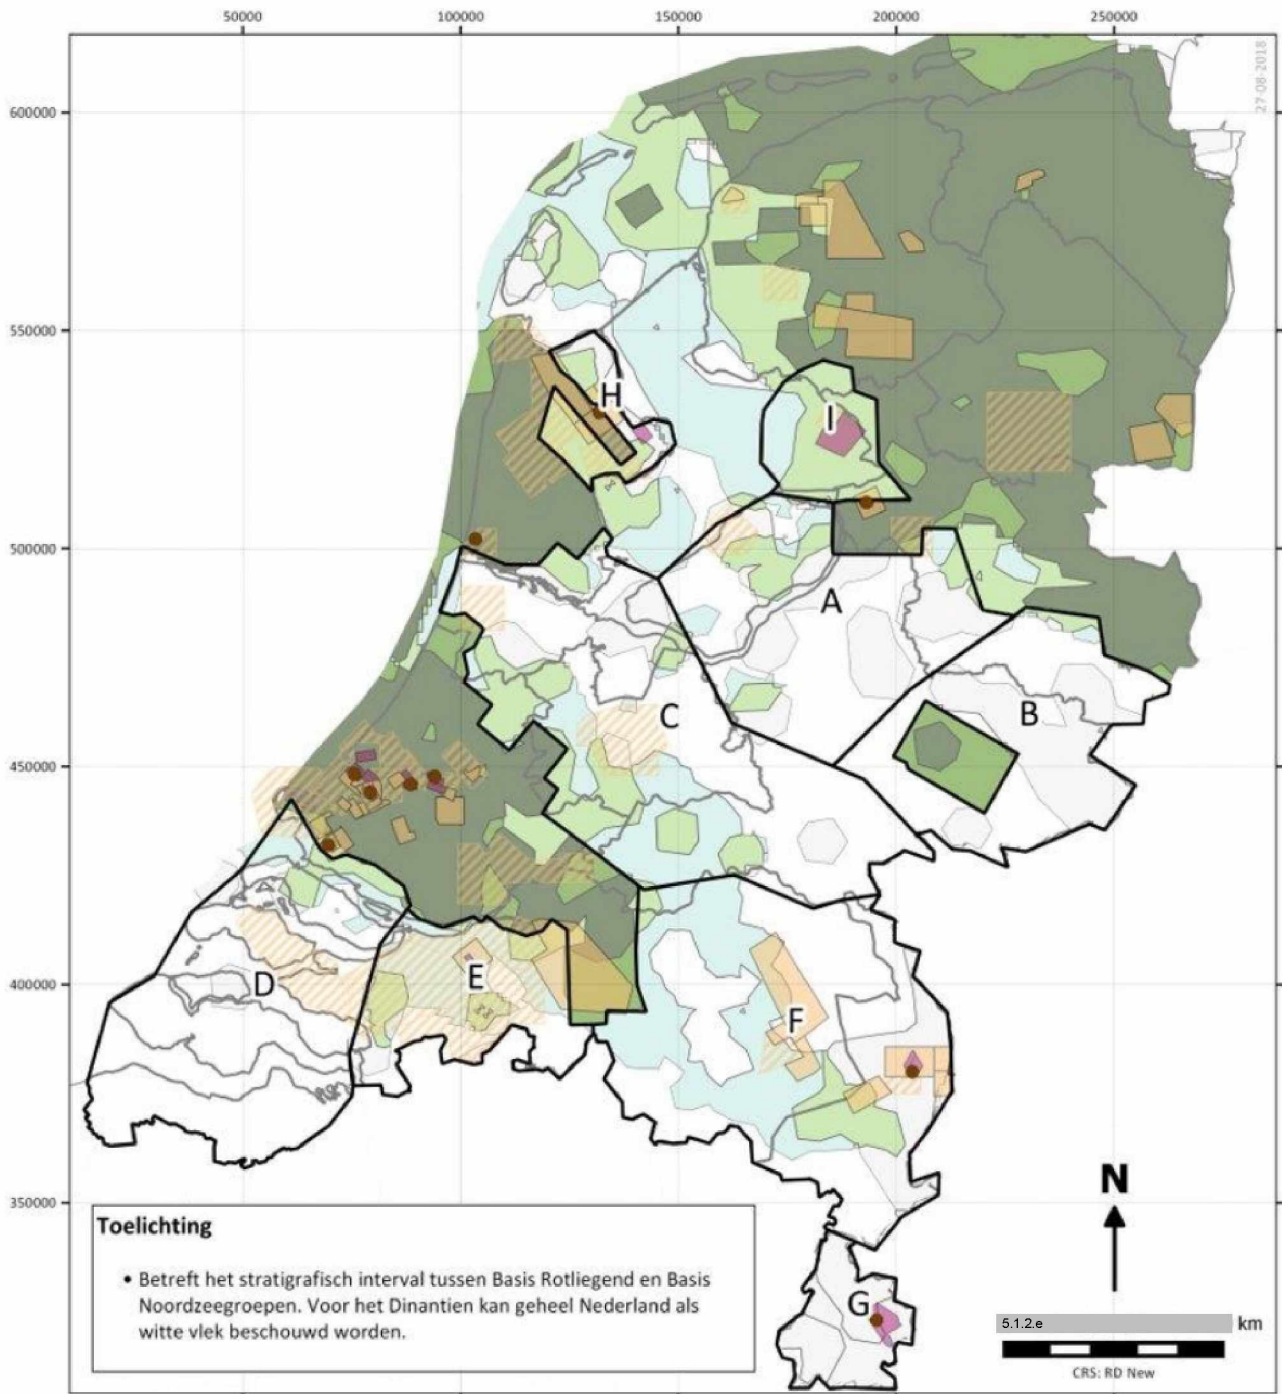 50000 100000 150000 200000 250000
27-08-2018
600000
550000
H
I
500000
A
C
B
450000
D
E
400000
F
350000
N
Toelichting
• Betreft het stratigrafisch interval tussen Basis Rotliegend en Basis
Noordzeegroepen. Voor het Dinantien kan geheel Nederland als
witte vlek beschouwd worden.
G
5.1.2.e km
CRS: RD New